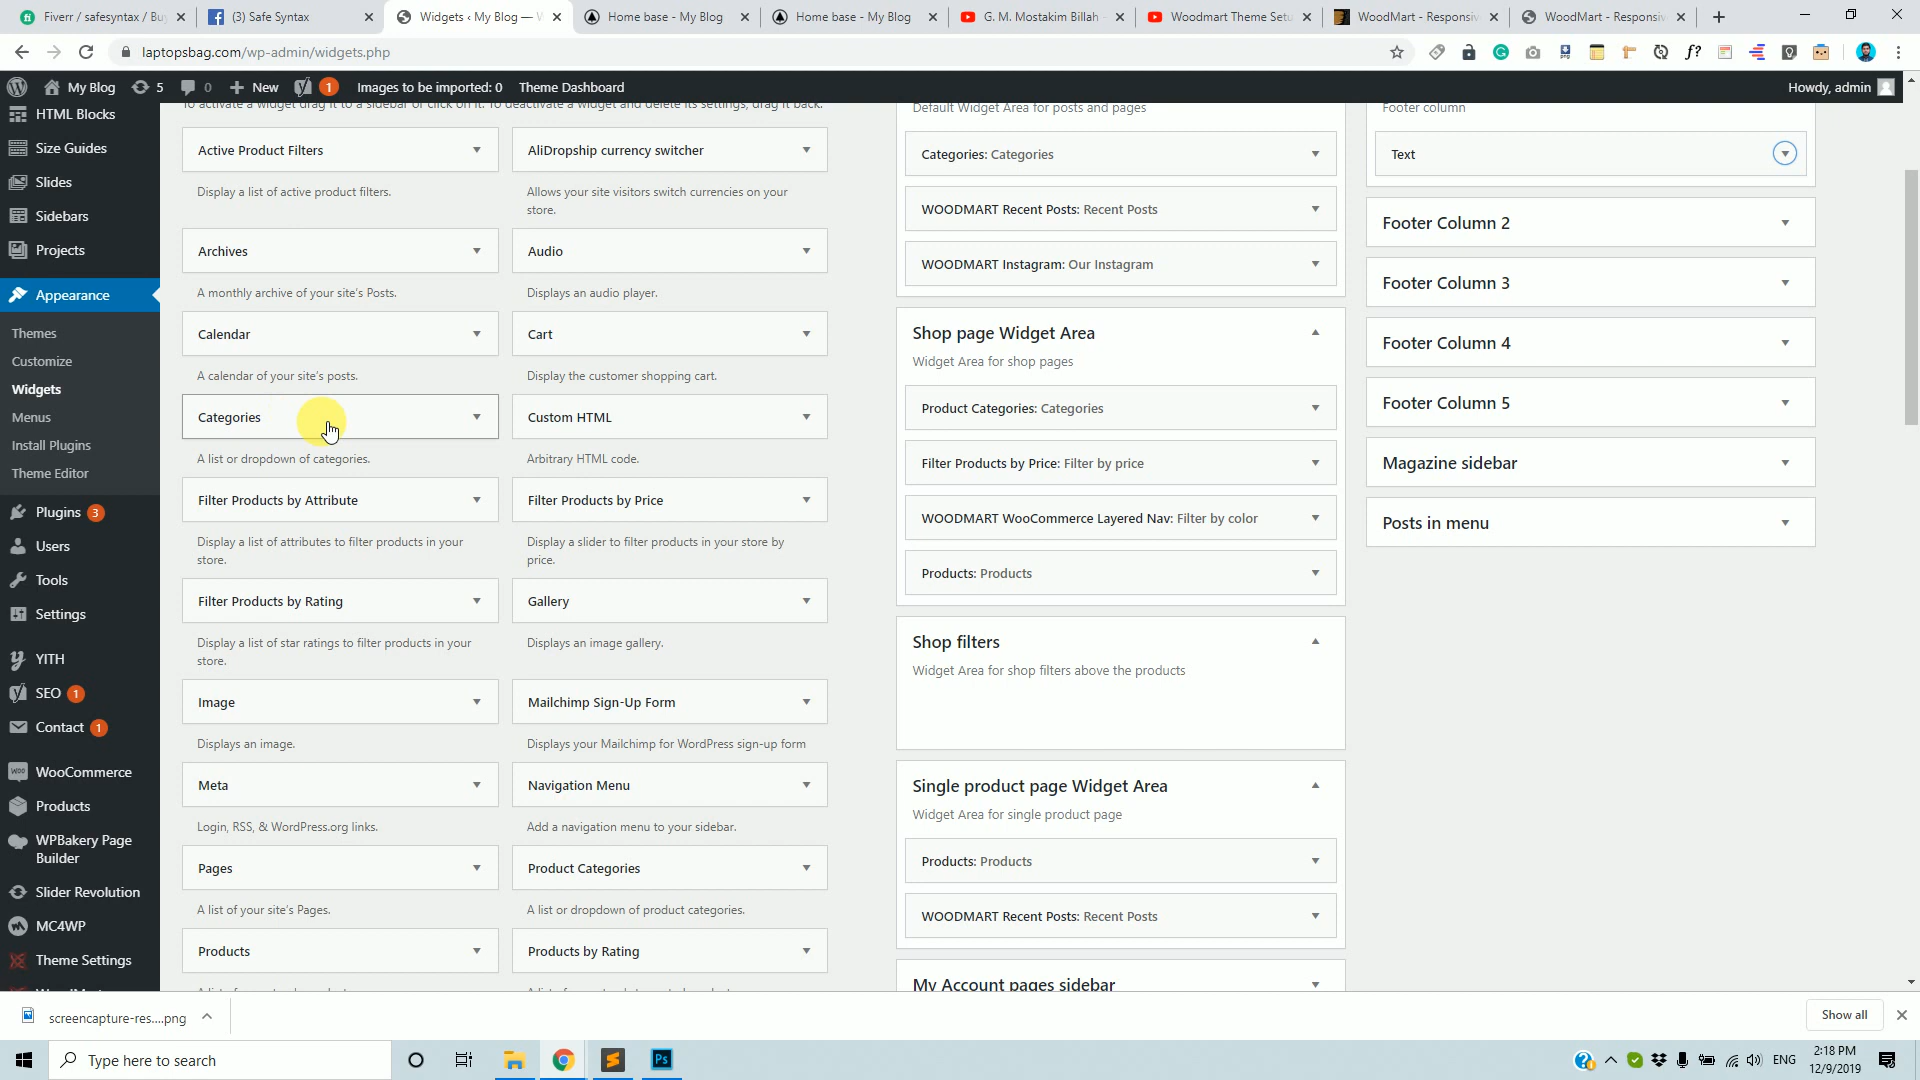 Fiverr / safesyntax / Bu
(3) Safe Syntax
Widgets ‹ My Blog — W
Home base - My Blog
Home base - My Blog
G. M. Mostakim Billah -
Woodmart Theme Setu
WoodMart - Responsiv
WoodMart - Responsiv
laptopsbag.com/wp-admin/widgets.php
My Blog
5
0
New
1
Images to be imported: 0
Theme Dashboard
Howdy, admin
HTML Blocks
Size Guides
Slides
Sidebars
Projects
Appearance
Themes
Customize
Widgets
Menus
Install Plugins
Theme Editor
Plugins 3
Users
Tools
Settings
YITH
SEO 1
Contact 1
WooCommerce
Products
WPBakery Page
Builder
Slider Revolution
MC4WP
Theme Settings
To activate a widget drag it to a sidebar or click on it. To deactivate a widget and delete its settings, drag it back.
Active Product Filters
Display a list of active product filters.
AliDropship currency switcher
Allows your site visitors switch currencies on your
store.
Archives
A monthly archive of your site's Posts.
Audio
Displays an audio player.
Calendar
A calendar of your site's posts.
Cart
Display the customer shopping cart.
Categories
A list or dropdown of categories.
Custom HTML
Arbitrary HTML code.
Filter Products by Attribute
Display a list of attributes to filter products in your
store.
Filter Products by Price
Display a slider to filter products in your store by
price.
Filter Products by Rating
Display a list of star ratings to filter products in your
store.
Gallery
Displays an image gallery.
Image
Displays an image.
Mailchimp Sign-Up Form
Displays your Mailchimp for WordPress sign-up form
Meta
Login, RSS, & WordPress.org links.
Navigation Menu
Add a navigation menu to your sidebar.
Pages
A list of your site's Pages.
Product Categories
A list or dropdown of product categories.
Products
Products by Rating
Default Widget Area for posts and pages
Categories: Categories
WOODMART Recent Posts: Recent Posts
WOODMART Instagram: Our Instagram
Shop page Widget Area
Widget Area for shop pages
Product Categories: Categories
Filter Products by Price: Filter by price
WOODMART WooCommerce Layered Nav: Filter by color
Products: Products
Shop filters
Widget Area for shop filters above the products
Single product page Widget Area
Widget Area for single product page
Products: Products
WOODMART Recent Posts: Recent Posts
My Account pages sidebar
Footer column
Text
Footer Column 2
Footer Column 3
Footer Column 4
Footer Column 5
Magazine sidebar
Posts in menu
screencapture-res....png
Show all
Type here to search
ENG
2:18 PM
12/9/2019